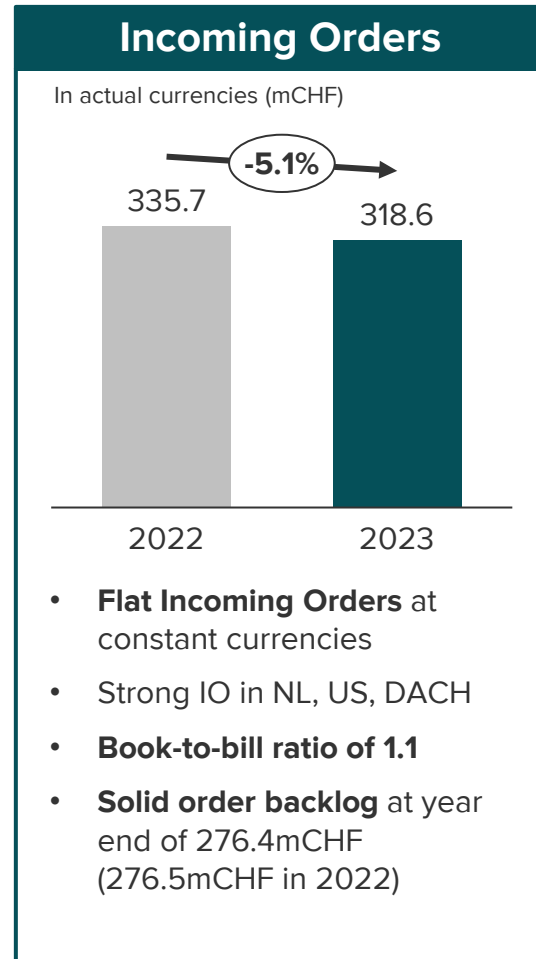 Incoming Orders
In actual currencies (mCHF)
-5.1%
335.7
318.6
2022
2023
• Flat Incoming Orders at
constant currencies
• Strong IO in NL, US, DACH
• Book-to-bill ratio of 1.1
• Solid order backlog at year
end of 276.4mCHF
(276.5mCHF in 2022)